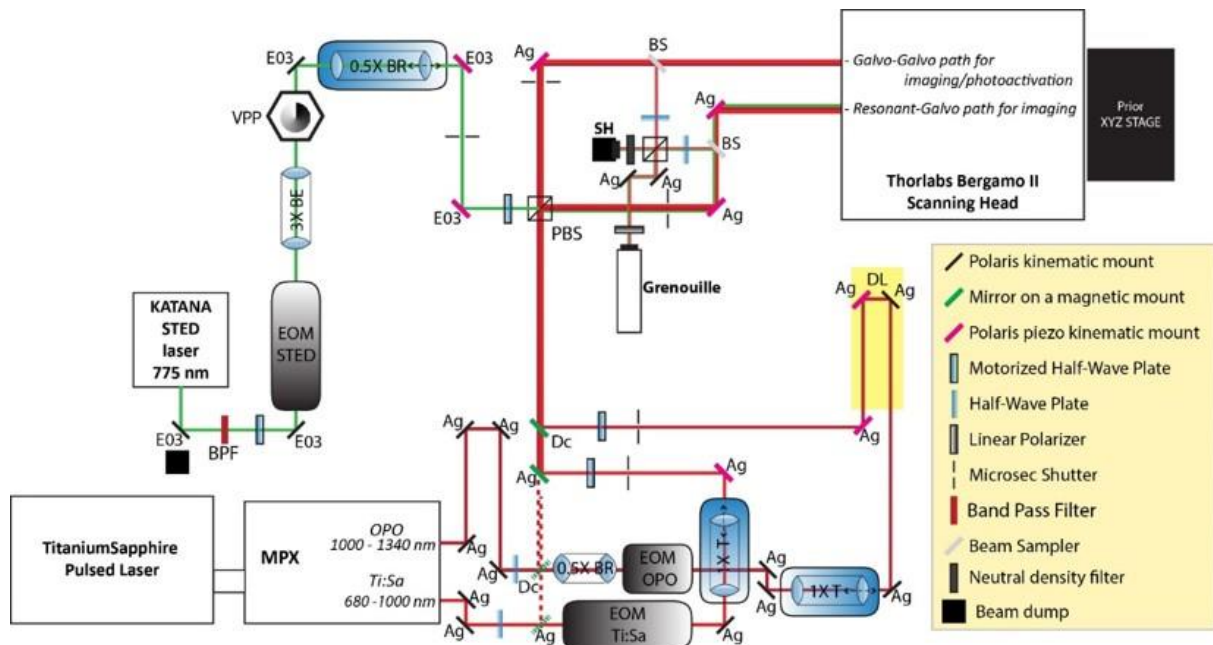 E03
0.5X BR
E03
VPP
3X BE
EOM
STED
KATANA
STED
laser
775 nm
E03
BPF
E03
E03
Ag
BS
SH
BS
Ag
Ag
Ag
Ag
PBS
Grenouille
- Galvo-Galvo path for
imaging/photoactivation
- Resonant-Galvo path for imaging
Thorlabs Bergamo II
Scanning Head
Prior
XYZ STAGE
DL
Ag
Ag
Ag
Polaris kinematic mount
Mirror on a magnetic mount
Polaris piezo kinematic mount
Motorized Half-Wave Plate
Half-Wave Plate
Linear Polarizer
Microsec Shutter
Band Pass Filter
Beam Sampler
Neutral density filter
Beam dump
Ag
Ag
Dc
Ag
Ag
TitaniumSapphire
Pulsed Laser
MPX
OPO
1000 - 1340 nm
Ti:Sa
680 -1000 nm
Ag
Ag
Ag
Ag
Dc
Ag
0.5X BR
EOM
OPO
EOM
Ti:Sa
1X T
Ag
Ag
Ag
1X T
Ag